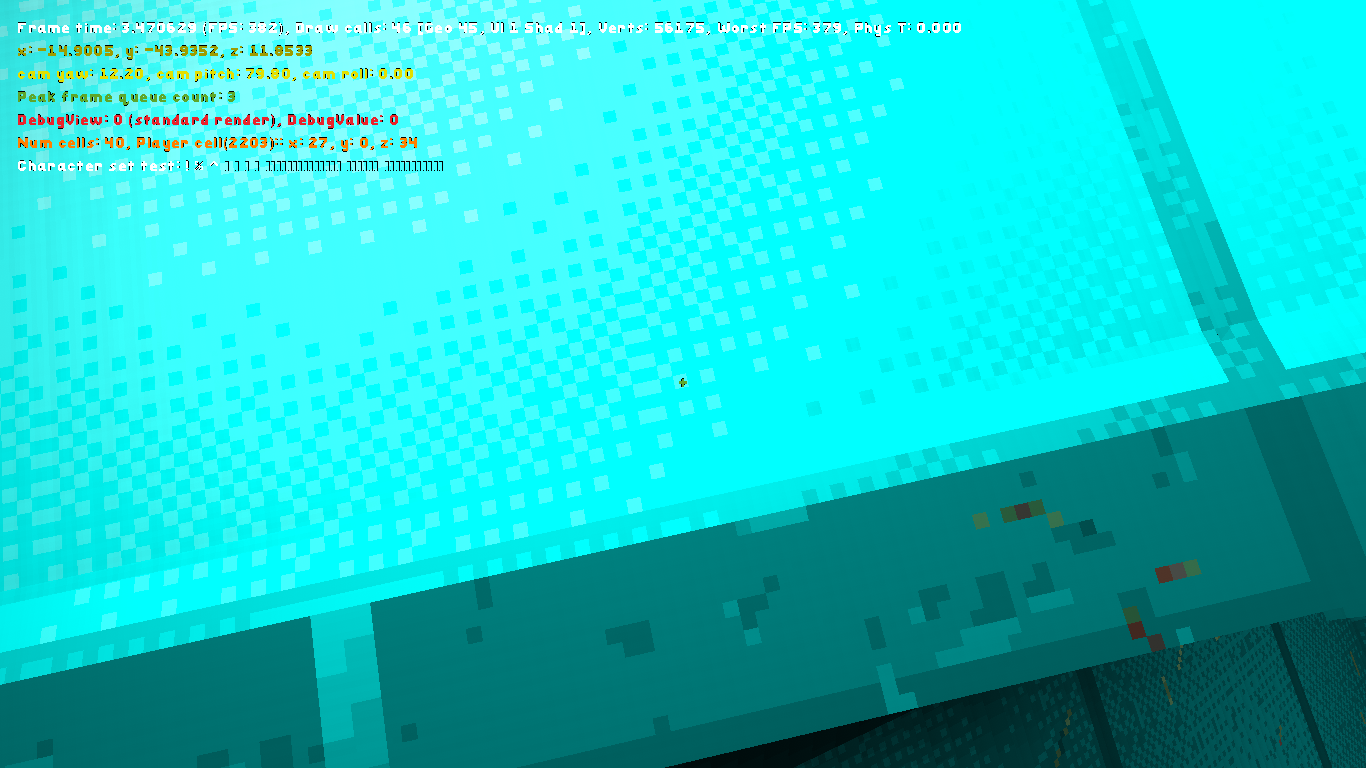 Frame time: 3.470629 (FPS: 382), Draw calls: 46 [Geo 45, UI 1 Shad 1], Verts: 56175, Worst FPS: 379, Phys T: 0.000
x: -14.9005, y: -43.9352, z: 11.8533
cam yaw: 12.20, cam pitch: 79.80, cam roll: 0.00
Peak frame queue count: 3
DebugView: 0 (standard render), DebugValue: 0
Num cells: 40, Player cell(2203): x: 27, y: 0, z: 34
Character set test: ! % ^